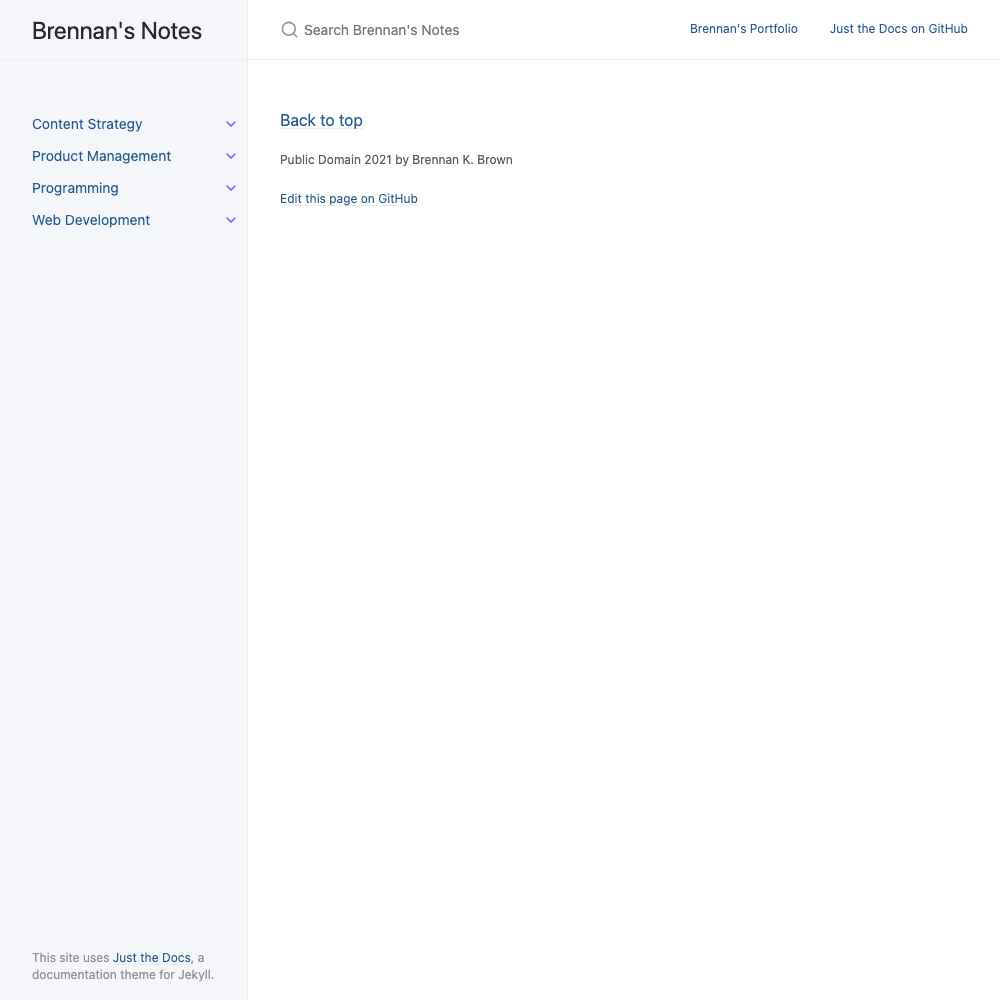 Brennan's Notes
Search Brennan's Notes
Brennan's Portfolio
Just the Docs on GitHub
Content Strategy
Product Management
Programming
Web Development
Back to top
Public Domain 2021 by Brennan K. Brown
Edit this page on GitHub
This site uses Just the Docs, a
documentation theme for Jekyll.